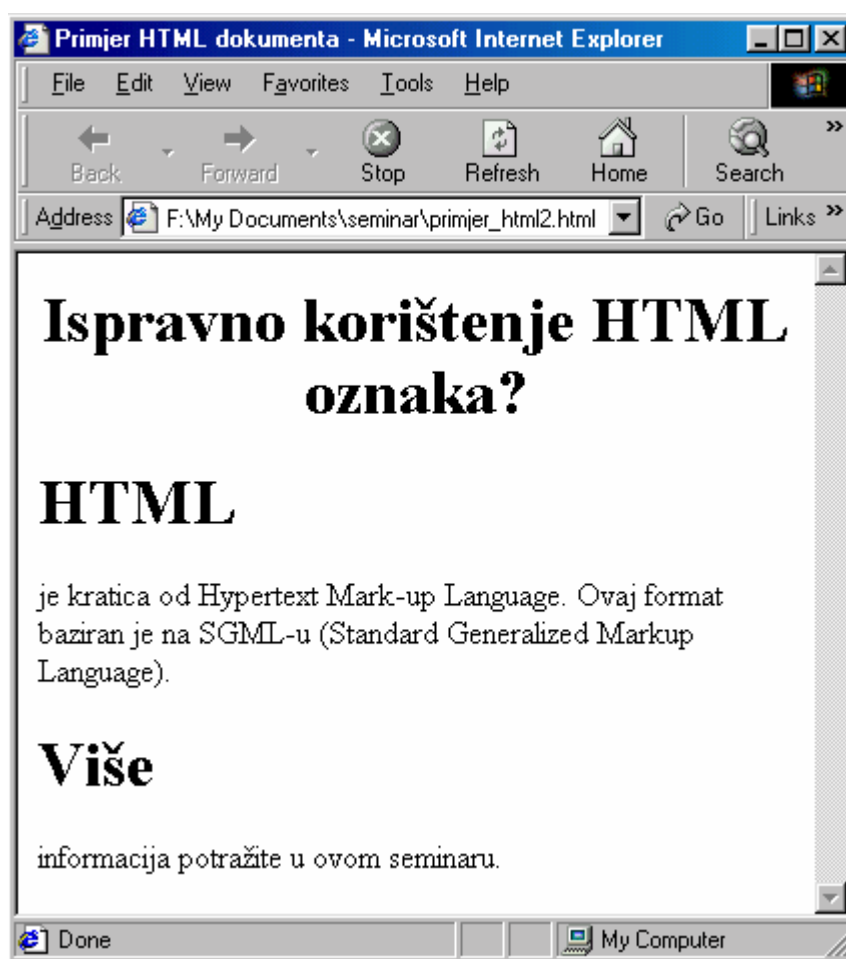 Primjer HTML dokumenta - Microsoft Internet Explorer
File Edit View Favorites Tools Help
Back Forward Stop Refresh Home Search »
Address F:\My Documents\seminar\primjer_html2.html Go Links »
Ispravno korištenje HTML
oznaka?
HTML
je kratica od Hypertext Mark-up Language. Ovaj format
baziran je na SGML-u (Standard Generalized Markup
Language).
Više
informacija potražite u ovom seminaru.
Done My Computer